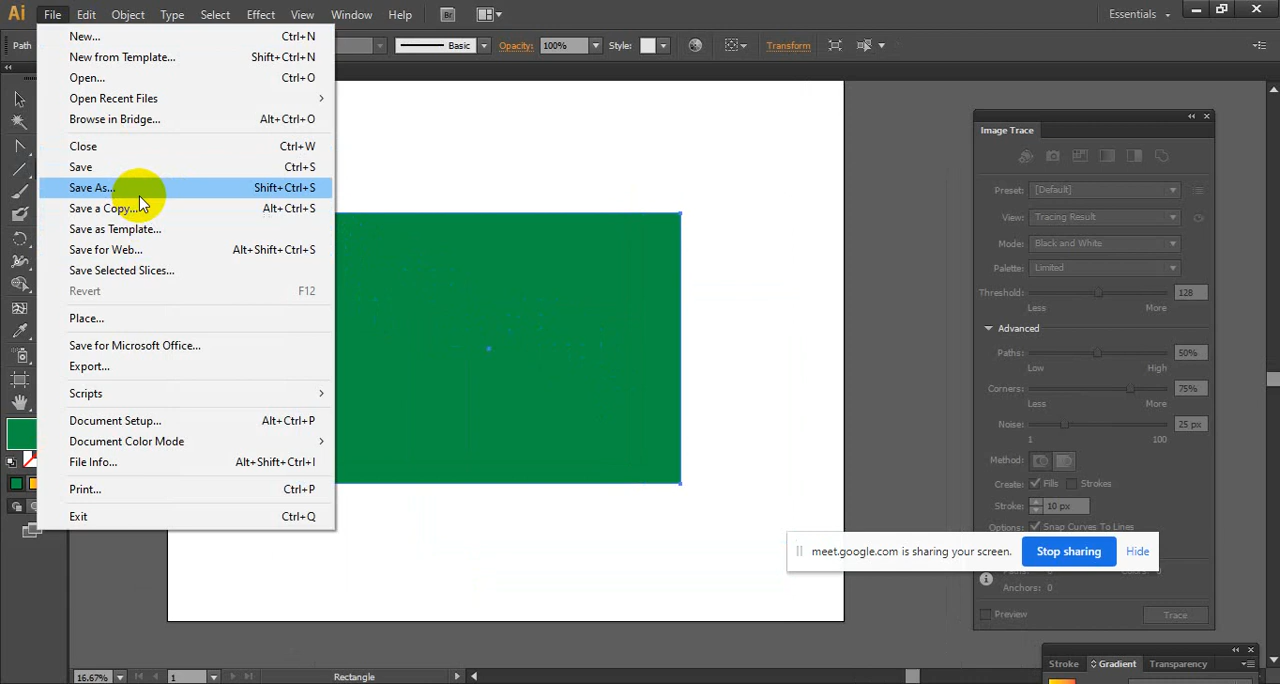 Ai File Edit Object Type Select Effect View Window Help Br Essentials
Path Basic Opacity: 100% Style: Transform
New... Ctrl+N
New from Template... Shift+Ctrl+N
Open... Ctrl+O
Open Recent Files
Browse in Bridge... Alt+Ctrl+O
Close Ctrl+W
Save Ctrl+S
Save As... Shift+Ctrl+S
Save a Copy... Alt+Ctrl+S
Save as Template...
Save for Web... Alt+Shift+Ctrl+S
Save Selected Slices...
Revert F12
Place...
Save for Microsoft Office...
Export...
Scripts
Document Setup... Alt+Ctrl+P
Document Color Mode
File Info... Alt+Shift+Ctrl+I
Print... Ctrl+P
Exit Ctrl+Q
Image Trace
Preset: [Default]
View: Tracing Result
Mode: Black and White
Palette: Limited
Threshold: 128
Less More
Advanced
Paths: 50%
Low High
Corners: 75%
Less More
Noise: 25 px
1 100
Method:
Create: Fills Strokes
Stroke: 10 px
Options: Snap Curves To Lines
meet.google.com is sharing your screen. Stop sharing Hide
Anchors: 0
Preview Trace
Stroke Gradient Transparency
16.67% 1 Rectangle